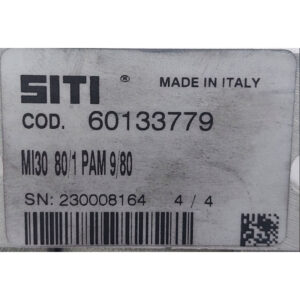 SITI ® MADE IN ITALY
COD. 60133779
MI30 80/1 PAM 9/80
SN: 230008164 4 / 4